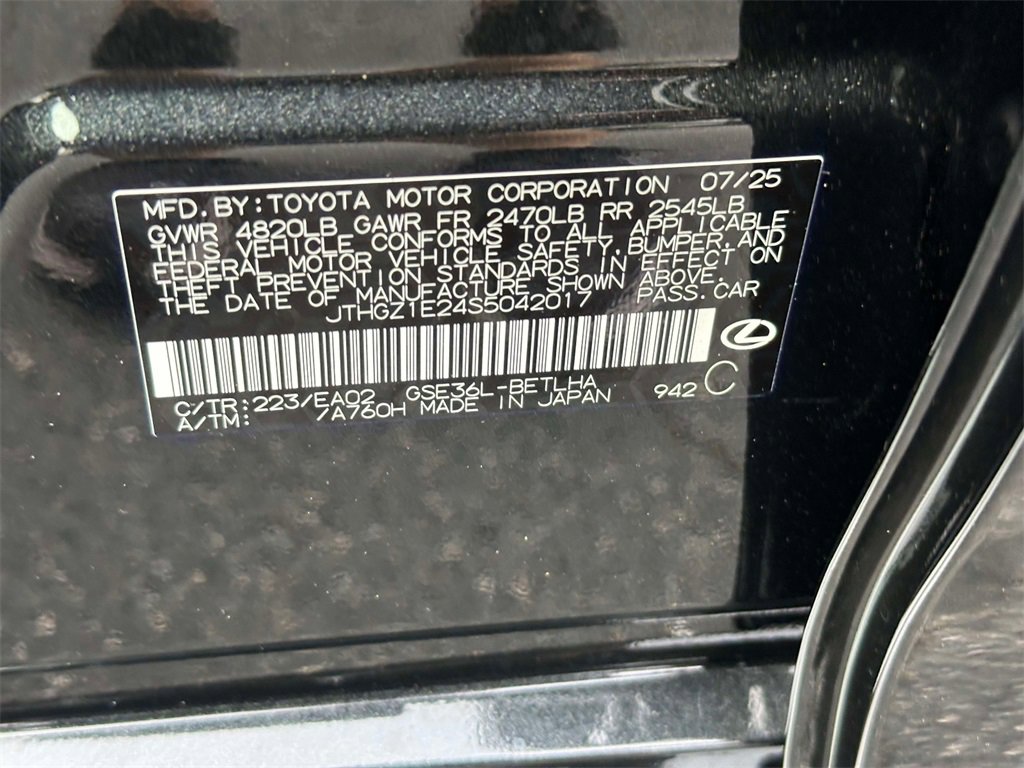 MFD. BY: TOYOTA MOTOR CORPORATION 07/25
GVWR 4820LB GAWR FR 2470LB RR 2545LB
THIS VEHICLE CONFORMS TO ALL APPLICABLE
FEDERAL MOTOR VEHICLE SAFETY, BUMPER, AND
THEFT PREVENTION STANDARDS IN EFFECT ON
THE DATE OF MANUFACTURE SHOWN ABOVE.
JTHGZ1E24S5042017 PASS. CAR
C/TR: 223/EA02 GSE36L-BETLHA 942 C
A/TM: /A760H MADE IN JAPAN